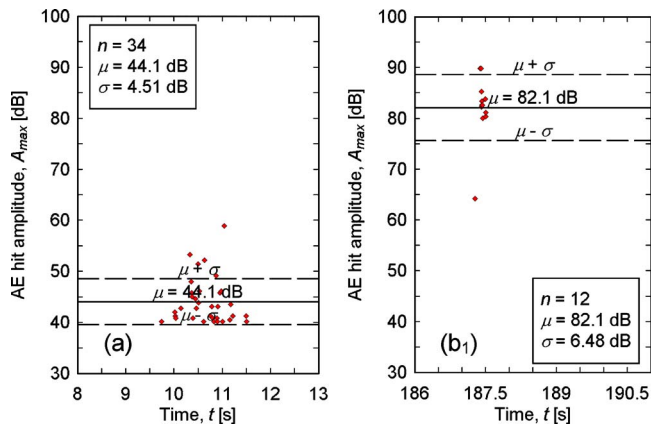 AE hit amplitude, A_max [dB]
100
90
80
70
60
50
40
30
n = 34
μ = 44.1 dB
σ = 4.51 dB
μ + σ
μ = 44.1 dB
μ - σ
(a)
8 9 10 11 12 13
Time, t [s]
AE hit amplitude, A_max [dB]
100
90
80
70
60
50
40
30
μ + σ
μ = 82.1 dB
μ - σ
n = 12
μ = 82.1 dB
σ = 6.48 dB
(b₁)
186 187.5 189 190.5
Time, t [s]